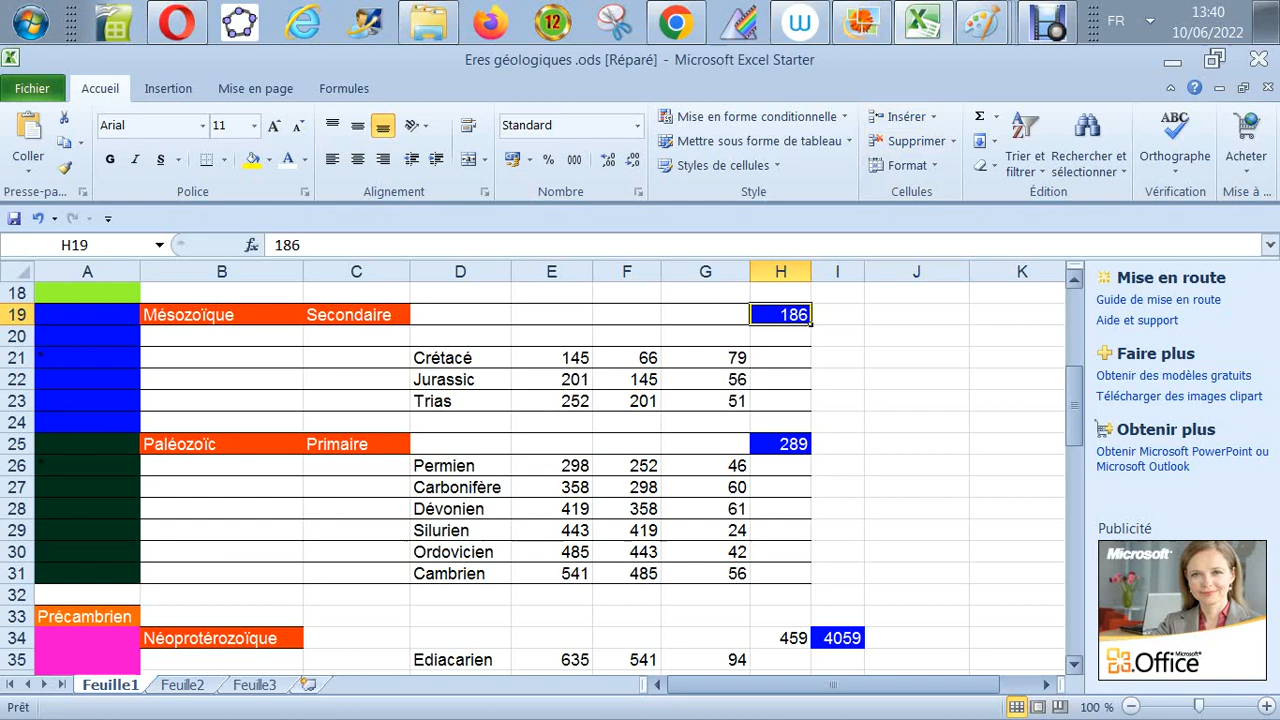 12
FR
13:40
10/06/2022
Eres géologiques .ods [Réparé] - Microsoft Excel Starter
Fichier
Accueil
Insertion
Mise en page
Formules
Coller
Arial
11
G I S
A
Standard
% 000
Mise en forme conditionnelle
Mettre sous forme de tableau
Styles de cellules
Insérer
Supprimer
Format
Trier et filtrer
Rechercher et sélectionner
ABC
Orthographe
Acheter
Presse-pa...
Police
Alignement
Nombre
Style
Cellules
Édition
Vérification
Mise à ...
H19
fx
186
A B C D E F G H I J K
18
19 Mésozoïque Secondaire 186
20
21 Crétacé 145 66 79
22 Jurassic 201 145 56
23 Trias 252 201 51
24
25 Paléozoïc Primaire 289
26 Permien 298 252 46
27 Carbonifère 358 298 60
28 Dévonien 419 358 61
29 Silurien 443 419 24
30 Ordovicien 485 443 42
31 Cambrien 541 485 56
32
33 Précambrien
34 Néoprotérozoïque 459 4059
35 Ediacarien 635 541 94
Feuille1
Feuille2
Feuille3
Prêt
100 %
Mise en route
Guide de mise en route
Aide et support
Faire plus
Obtenir des modèles gratuits
Télécharger des images clipart
Obtenir plus
Obtenir Microsoft PowerPoint ou
Microsoft Outlook
Publicité
Microsoft
Office